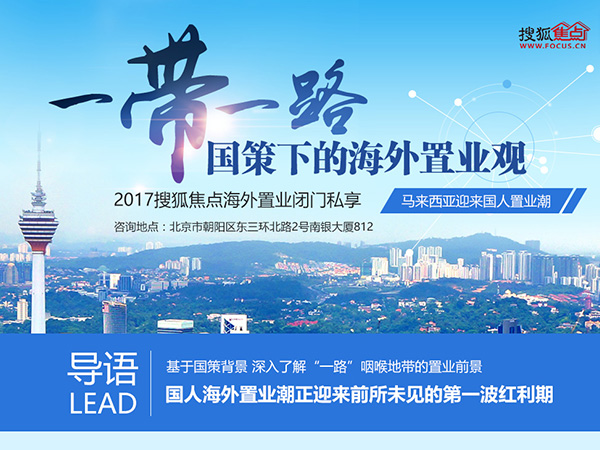 搜狐焦点
WWW.FOCUS.CN
一带一路
国策下的海外置业观
2017搜狐焦点海外置业闭门私享
马来西亚迎来国人置业潮
咨询地点：北京市朝阳区东三环北路2号南银大厦812
导语
LEAD
基于国策背景 深入了解“一路”咽喉地带的置业前景
国人海外置业潮正迎来前所未见的第一波红利期